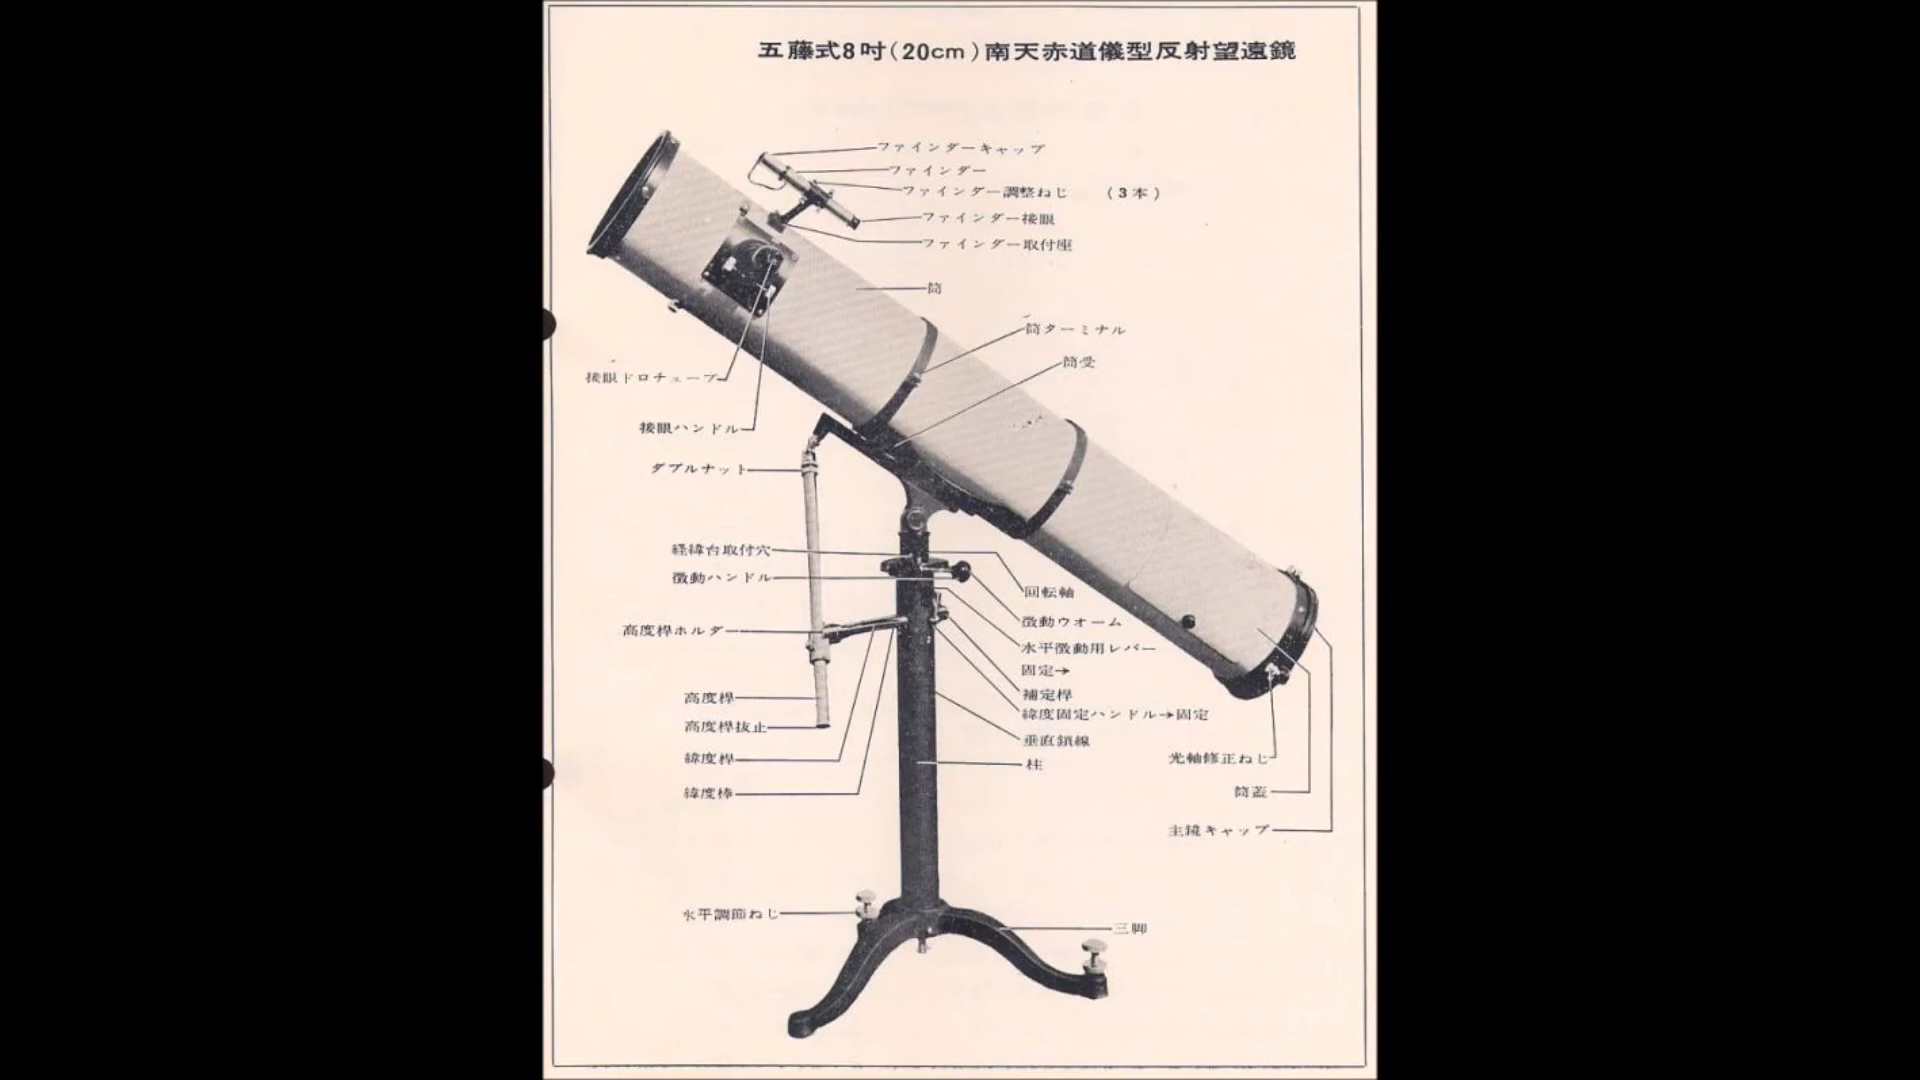 五藤式8吋(20cm)南天赤道儀型反射望遠鏡
ファインダーキャップ
ファインダー
ファインダー調整ねじ (3本)
ファインダー接眼
ファインダー取付座
筒
筒ターミナル
筒受
接眼ドロチューブ
接眼ハンドル
ダブルナット
経緯台取付穴
微動ハンドル
高度桿ホルダー
高度桿
高度桿抜止
緯度桿
緯度棒
回転軸
微動ウオーム
水平微動用レバー
固定→
補定桿
緯度固定ハンドル→固定
垂直鎖線
柱
光軸修正ねじ
筒蓋
主鏡キャップ
水平調節ねじ
三脚